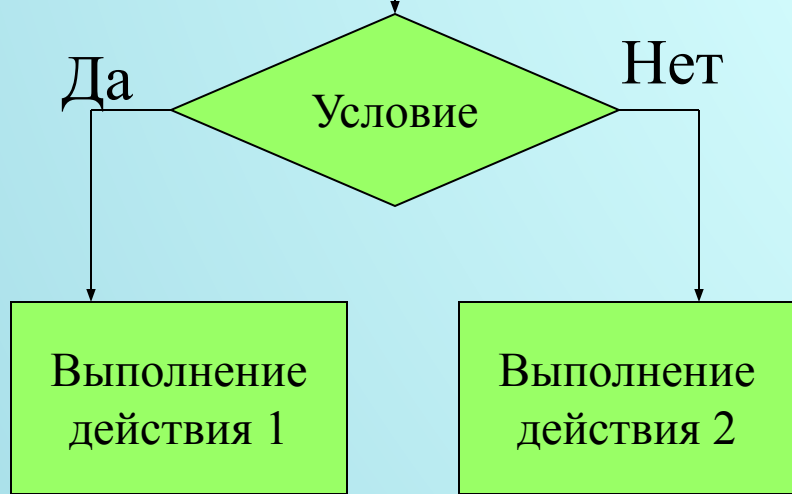 Да
Нет
Условие
Выполнение
действия 1
Выполнение
действия 2